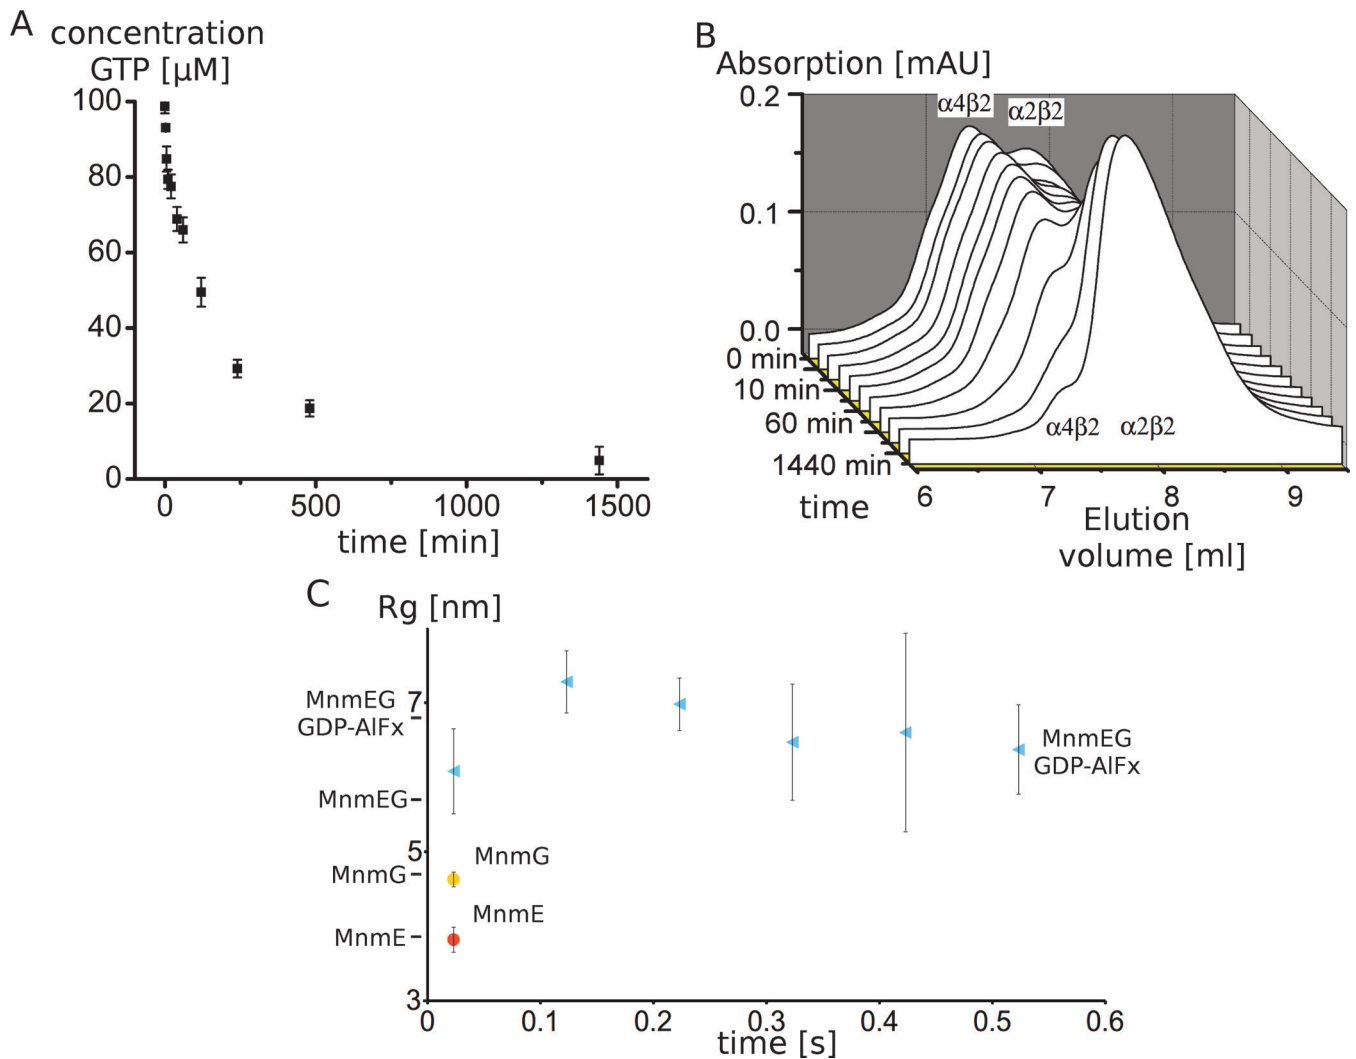 A
concentration
GTP [µM]
100
80
60
40
20
0
0
500
1000
1500
time [min]
B
Absorption [mAU]
0.2
0.1
0.0
α4β2
α2β2
0 min
10 min
60 min
1440 min
time
α4β2
α2β2
6
7
8
9
Elution
volume [ml]
C
Rg [nm]
MnmEG
GDP-AlFx
7
MnmEG
5
MnmG
MnmE
3
MnmG
MnmE
MnmEG
GDP-AlFx
0
0.1
0.2
0.3
0.4
0.5
0.6
time [s]